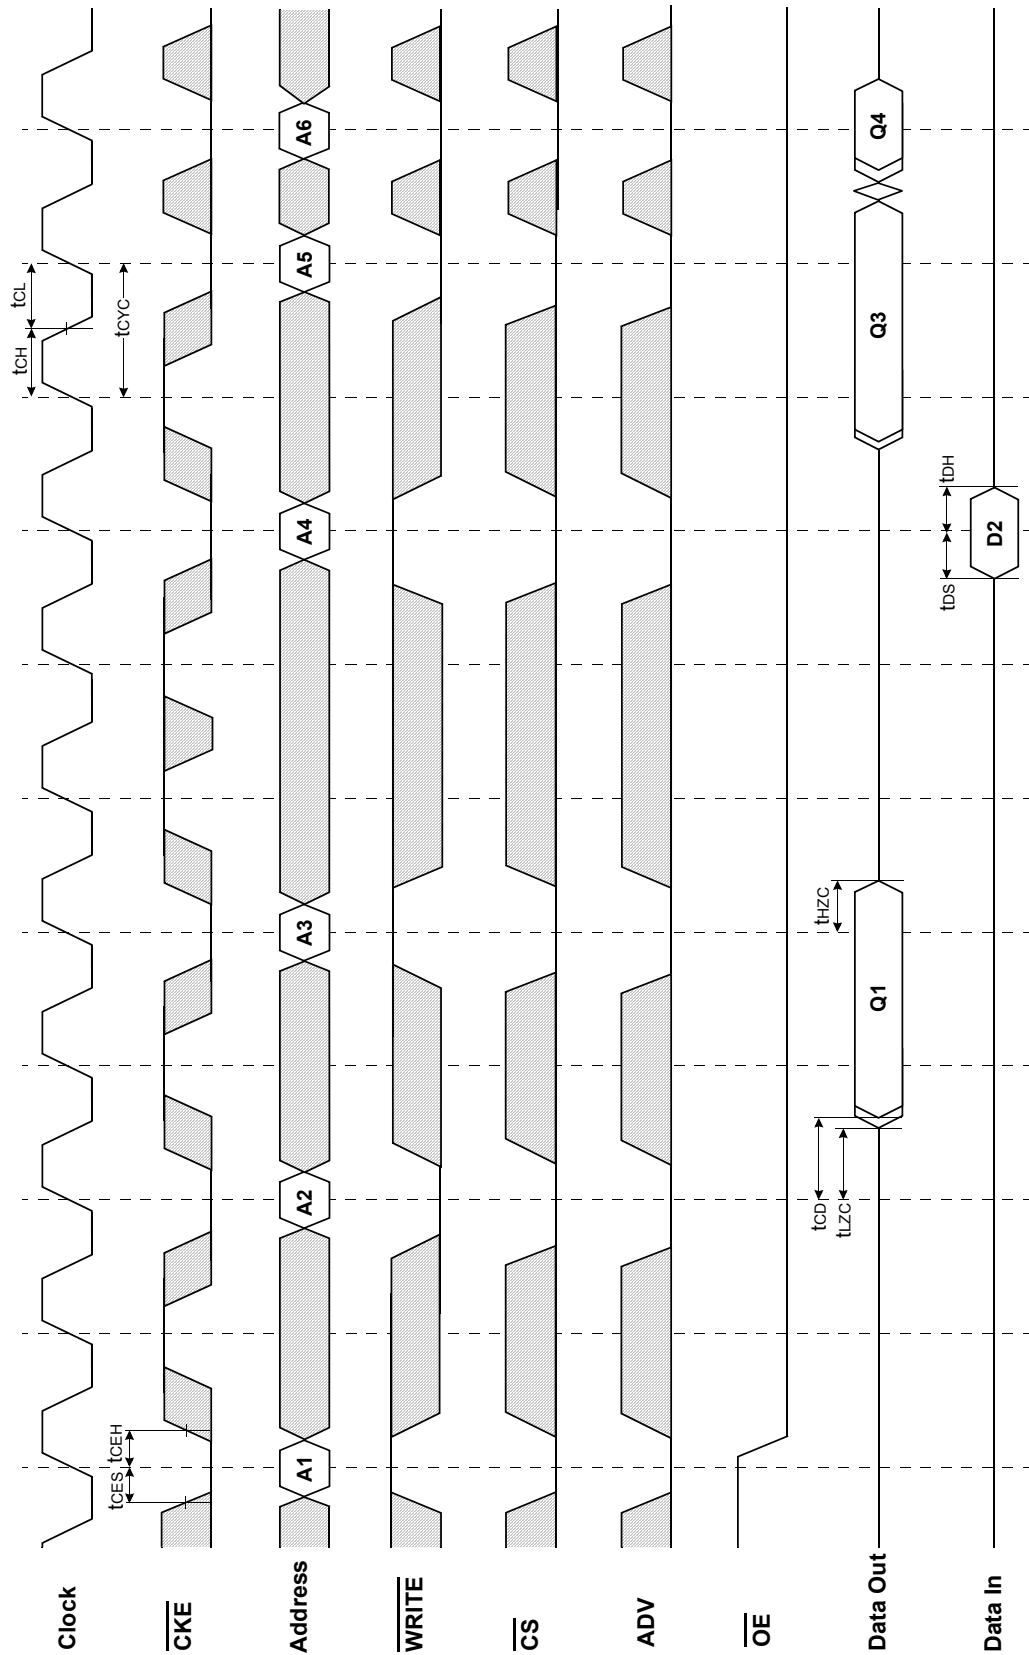 Clock
CKE
Address
WRITE
CS
ADV
OE
Data Out
Data In
tCH
tCL
tCYC
tCES
tCEH
A1
A2
A3
A4
A5
A6
tCD
tLZC
tHZC
Q1
Q3
Q4
tDS
tDH
D2